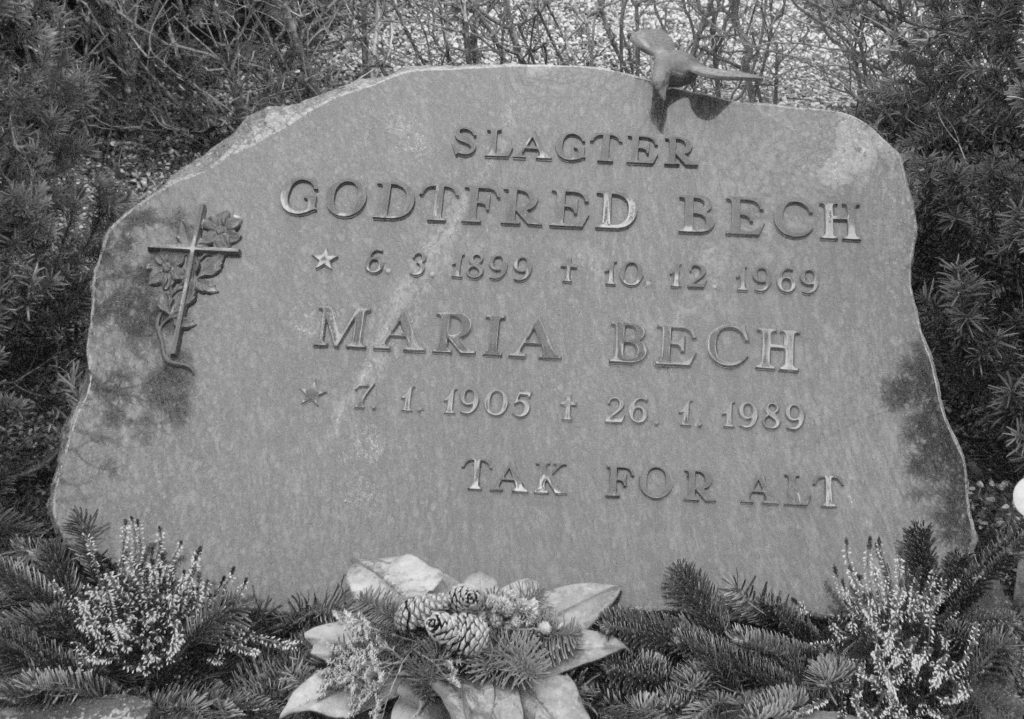 SLAGTER
GODTFRED BECH
★ 6. 3. 1899 † 10. 12. 1969
MARIA BECH
★ 7. 1. 1905 † 26. 1. 1989
TAK FOR ALT